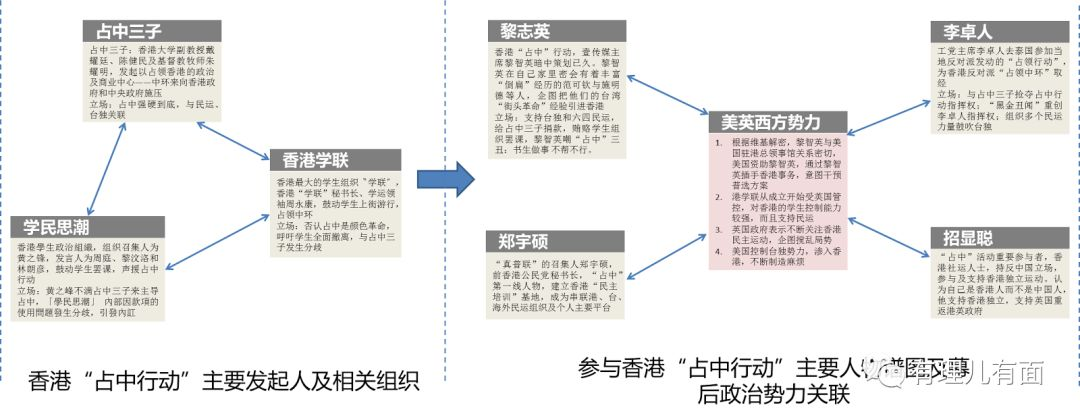 占中三子
占中三子：香港大学副教授戴
耀廷、陈健民及基督教牧师朱
耀明，发起以占领香港的政治
及商业中心——中环来向香港政
府和中央政府施压
立场：占中强硬到底，与民运、
台独关联
香港学联
香港最大的学生组织“学联”，
香港“学联”秘书长、学运领
袖周永康，鼓动学生上街游行，
占领中环
立场：否认占中是颜色革命，
呼吁学生全面撤离，与占中三
子发生分歧
学民思潮
香港學生政治組織，组织召集人为
黄之锋，发言人为周庭、黎汶洛和
林朗彦，鼓动学生罢课，声援占中
行动
立场：黄之峰不满占中三子来主导
占中，「學民思潮」 內部因款項的
使用問題發生分歧，引發內訌
香港“占中行动”主要发起人及相关组织
黎志英
香港“占中”行动，壹传媒主
席黎智英暗中策划已久。黎智
英在自己家里密会有着丰富
“倒扁”经历的范可钦与施明
德等人，企图把他们的台湾
“街头革命”经验引进香港
立场：支持台独和六四民运，
给占中三子捐款，贿赂学生组
织罢课，黎智英嘲“占中”三
丑：书生做事 不帮不行。
李卓人
工党主席李卓人去泰国参加当
地反对派发动的“占领行动”，
为香港反对派“占领中环”取
经
立场：与占中三子抢夺占中行
动指挥权；“黑金丑闻”重创
李卓人指挥权；组织多个民运
力量鼓吹台独
美英西方势力
1. 根据维基解密，黎智英与美
国驻港总领事馆关系密切，
美国资助黎智英，通过黎智
英插手香港事务，意图干预
普选方案
2. 港学联从成立开始受英国管
控，对香港的学生控制能力
较强，而且支持民运
3. 英国政府表示不断关注香港
民主运动，企图搅乱局势
4. 美国控制台独势力，渗入香
港，不断制造麻烦
郑宇硕
“真普联”的召集人郑宇硕，
前香港公民党秘书长，“占中”
第一线人物，建立香港“民主
培训”基地，成为串联港、台、
海外民运组织及个人主要平台
招显聪
“占中”活动重要参与者，香
港社运人士，持反中国立场，
参与及支持香港独立运动。认
为自己是香港人而不是中国人，
他支持香港独立，支持英国重
返港英政府
参与香港“占中行动”主要人物谱图及幕
后政治势力关联
有理儿有面